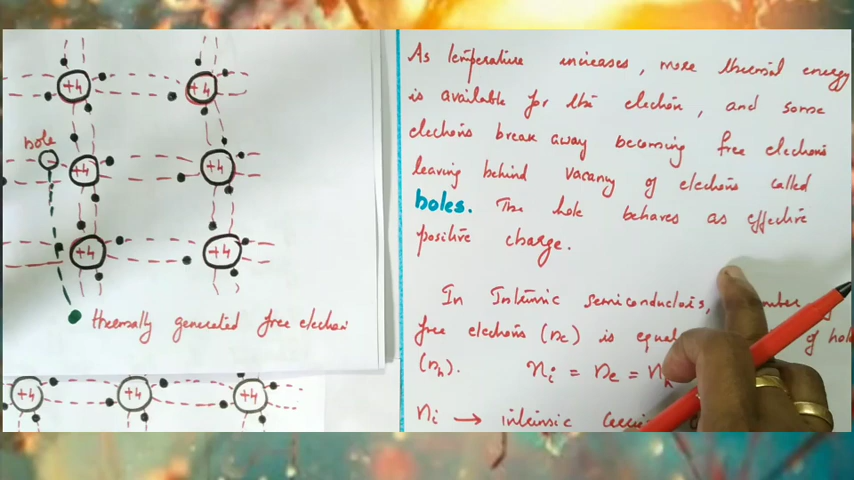 +4 +4
hole
+4 +4
+4 +4
thermally generated free electron
+4 +4 +4
As temperature increases, more thermal energy
is available for the electron, and some
electrons break away becoming free electrons
leaving behind vacancy of electrons called
holes. The hole behaves as effective
positive charge.
In Intrinsic semiconductors,
free electrons (ne) is equal of hole
(nh). ni = ne = nh
ni → intrinsic